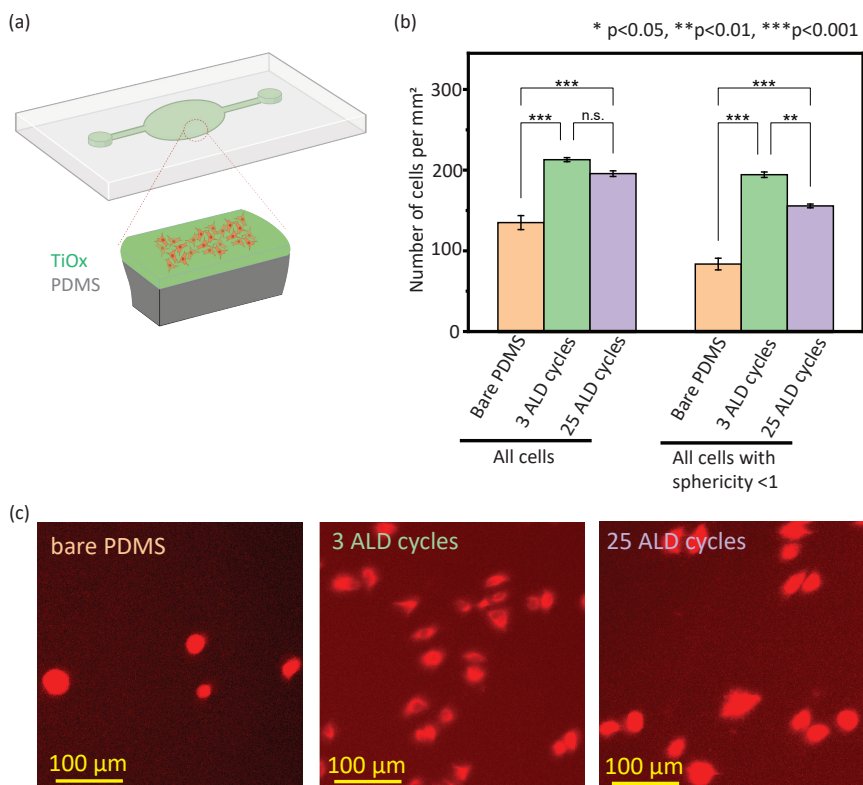 (a)
TiOx
PDMS
(b)
* p<0.05, **p<0.01, ***p<0.001
Number of cells per mm²
300
200
100
0
***
***
n.s.
***
***
**
Bare PDMS
3 ALD cycles
25 ALD cycles
Bare PDMS
3 ALD cycles
25 ALD cycles
All cells
All cells with
sphericity <1
(c)
bare PDMS
100 µm
3 ALD cycles
100 µm
25 ALD cycles
100 µm